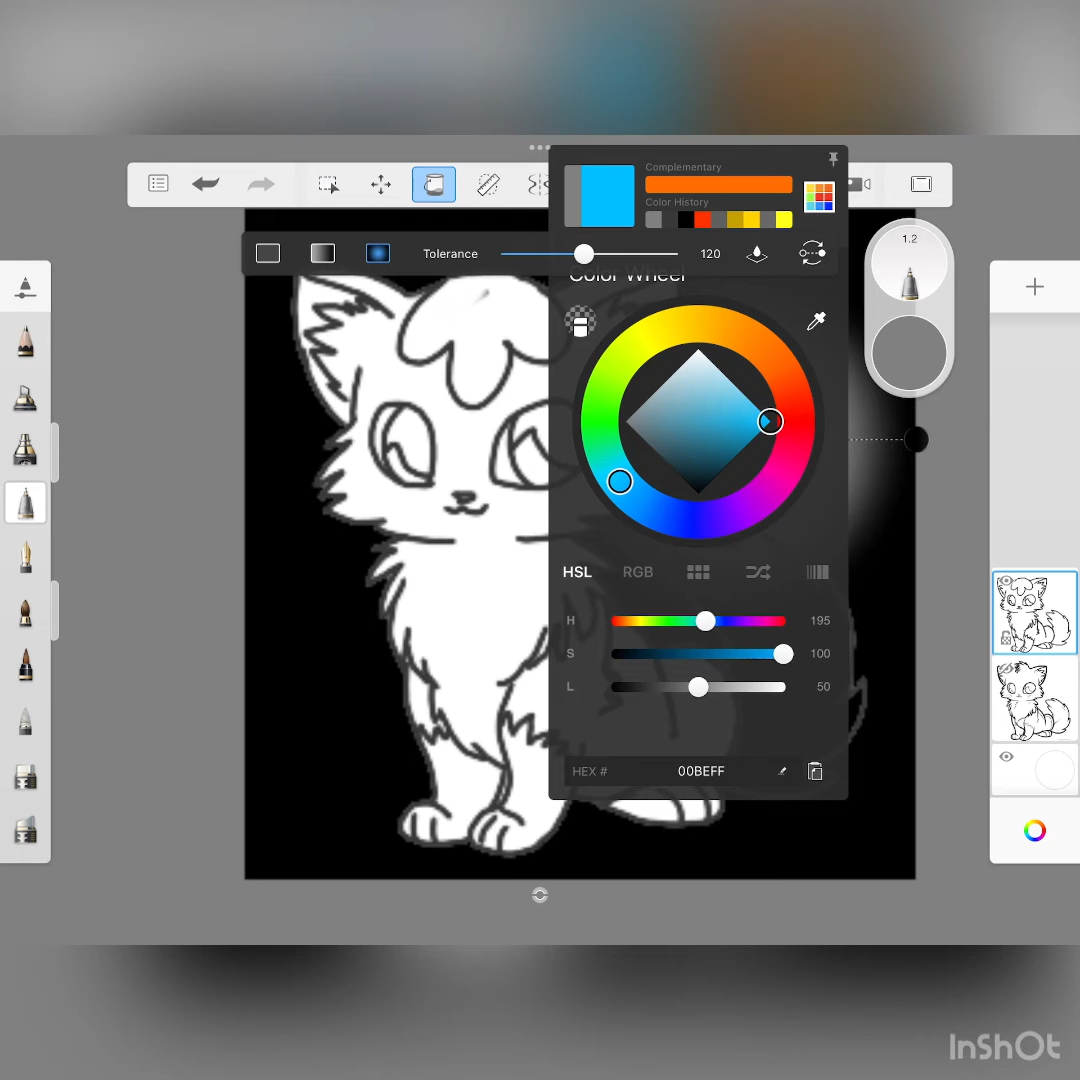 Complementary
Color History
1.2
Tolerance
120
Color Wheel
HSL
RGB
H
195
S
100
L
50
HEX #
00BEFF
InShOt